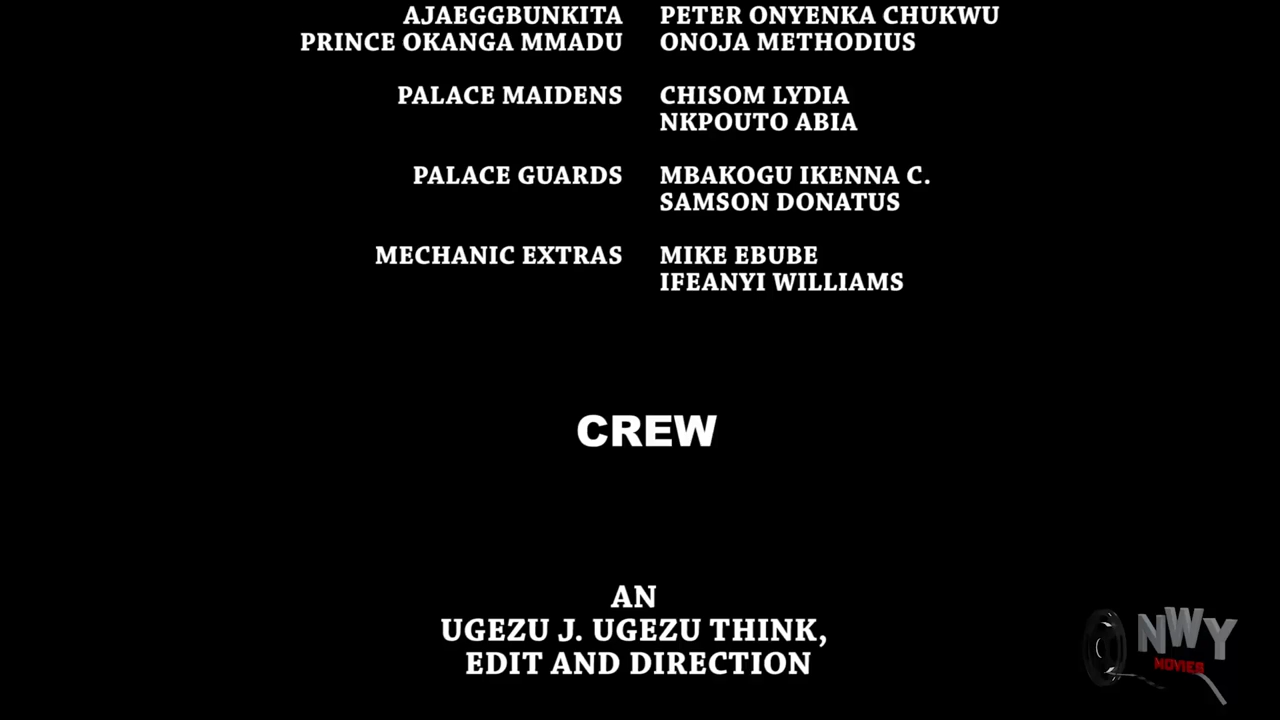 AJAEGGBUNKITA PETER ONYENKA CHUKWU
PRINCE OKANGA MMADU ONOJA METHODIUS
PALACE MAIDENS CHISOM LYDIA
NKPOUTO ABIA
PALACE GUARDS MBAKOGU IKENNA C.
SAMSON DONATUS
MECHANIC EXTRAS MIKE EBUBE
IFEANYI WILLIAMS
CREW
AN
UGEZU J. UGEZU THINK,
EDIT AND DIRECTION
NWY
MOVIES